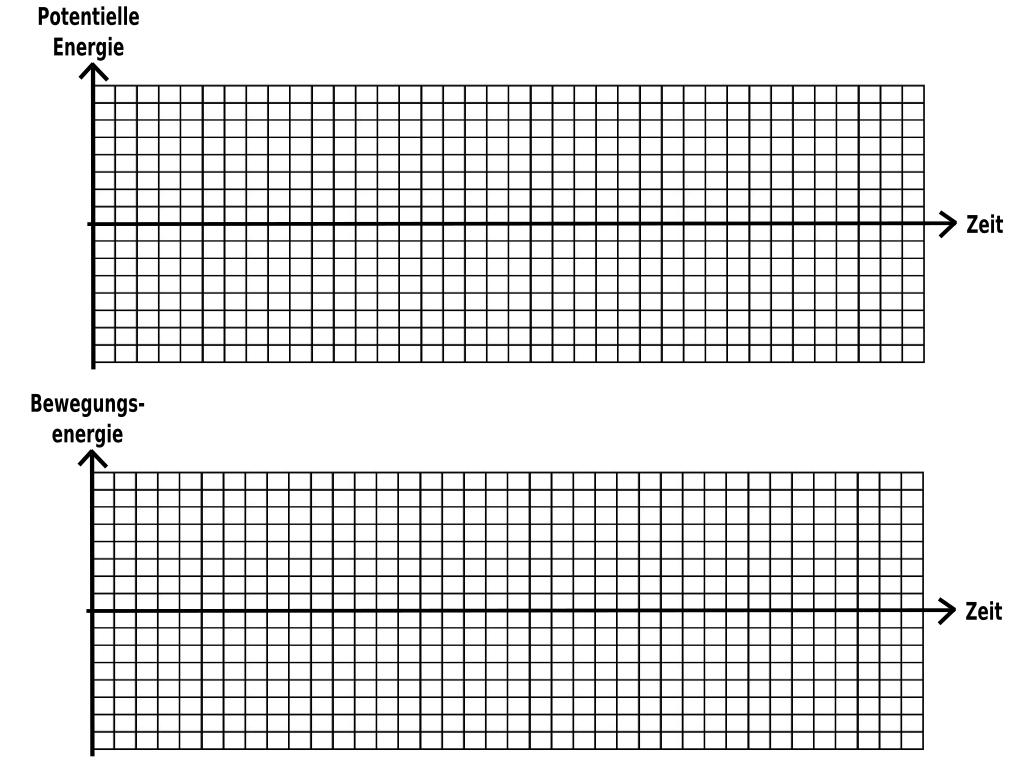 Potentielle
Energie
Zeit
Bewegungs-
energie
Zeit